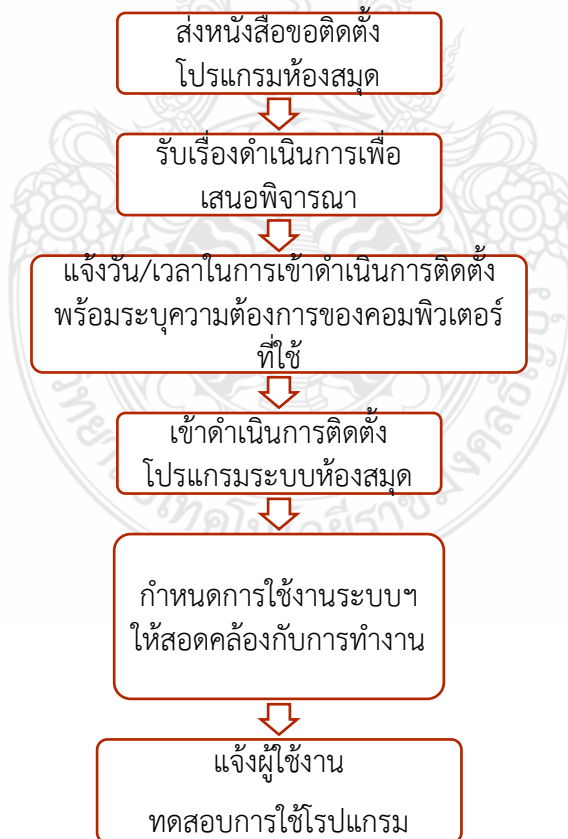 ส่งหนังสือขอติดตั้ง
โปรแกรมห้องสมุด
รับเรื่องดำเนินการเพื่อ
เสนอพิจารณา
แจ้งวัน/เวลาในการเข้าดำเนินการติดตั้ง
พร้อมระบุความต้องการของคอมพิวเตอร์
ที่ใช้
เข้าดำเนินการติดตั้ง
โปรแกรมระบบห้องสมุด
กำหนดการใช้งานระบบฯ
ให้สอดคล้องกับการทำงาน
แจ้งผู้ใช้งาน
ทดสอบการใช้โรปแกรม